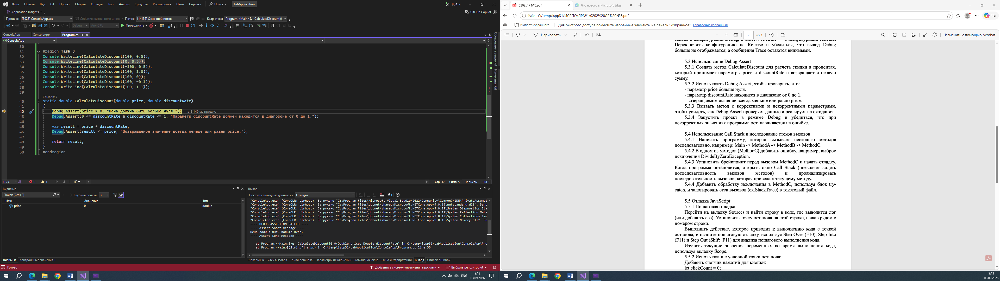 Файл Правка Вид Git Проект Сборка Отладка Тест Анализ Средства Расширения Окно Справка Поиск LabApplication Войти
Application Insights GitHub Copilot
Процесс: [3928] ConsoleApp.exe События жизненного цикла Поток: [14136] Основной поток Кадр стека: Program.<Main>$.__CalculateDiscount|0_
Debug Any CPU Продолжить
ConsoleApp ConsoleApp Program.cs
ConsoleApp
30
31 #region Task 3
32 Console.WriteLine(CalculateDiscount(100, 0.5));
33 Console.WriteLine(CalculateDiscount(0, 0.5));
34 Console.WriteLine(CalculateDiscount(-100, 0.5));
35 Console.WriteLine(CalculateDiscount(100, 1.0));
36 Console.WriteLine(CalculateDiscount(100, 0));
37 Console.WriteLine(CalculateDiscount(100, -0.1));
38 Console.WriteLine(CalculateDiscount(100, 1.1));
39
Ссылок: 7
40 static double CalculateDiscount(double price, double discountRate)
41 {
42 Debug.Assert(price > 0, "Цена должна быть больше нуля."); ≤ 3 149 мс прошло
43 Debug.Assert(0 <= discountRate & discountRate <= 1, "Параметр discountRate должен находится в диапозоне от 0 до 1.");
44
45 var result = price * discountRate;
46 Debug.Assert(result <= price, "Возвращаемое значение всегда меньше или равен price.");
47
48 return result;
49 }
50 #endregion
Обозреватель решений
Изменения Git
115 % 0 4 Стр: 42 Симв: 5 Пробелы CRLF
Видимые
Поиск (Ctrl+E) Глубина поиска: 3
Имя Значение Тип
price 0 double
Видимые Контрольные значения 1
Вывод
Показать выходные данные из: Отладка
"ConsoleApp.exe" (CoreCLR: clrhost). Загружено "C:\Program Files\Microsoft Visual Studio\2022\Community\Common7\IDE\PrivateAssembl
"ConsoleApp.exe" (CoreCLR: clrhost). Загружено "C:\Program Files\dotnet\shared\Microsoft.NETCore.App\9.0.19\netstandard.dll". Загр
"ConsoleApp.exe" (CoreCLR: clrhost). Загружено "C:\Program Files\dotnet\shared\Microsoft.NETCore.App\9.0.19\System.Diagnostics.Sta
"ConsoleApp.exe" (CoreCLR: clrhost). Загружено "C:\Program Files\dotnet\shared\Microsoft.NETCore.App\9.0.19\System.Reflection.Meta
"ConsoleApp.exe" (CoreCLR: clrhost). Загружено "C:\Program Files\dotnet\shared\Microsoft.NETCore.App\9.0.19\System.Collections.Imm
"ConsoleApp.exe" (CoreCLR: clrhost). Загружено "C:\Program Files\dotnet\shared\Microsoft.NETCore.App\9.0.19\System.Memory.dll". За
---- DEBUG ASSERTION FAILED ----
---- Assert Short Message ----
Цена должна быть больше нуля.
---- Assert Long Message ----
at Program.<<Main>$>g__CalculateDiscount|0_0(Double price, Double discountRate) in C:\temp\ispp31\LabApplication\ConsoleApp\Pro
at Program.<Main>$(String[] args) in C:\temp\ispp31\LabApplication\ConsoleApp\Program.cs:line 33
Локальные Стек вызовов Точки останова Параметры исключений Командное окно Окно интерпретации Вывод Список ошибок
Готово Добавить в систему управления версиями Выбрать репозиторий
ENG 9:13
03.09.2026
0202 ЛР №5.pdf Что нового в Microsoft Edge
Файл C:/temp/ispp31/ИСРПО/ЛР№1/0202%20ЛР%20№5.pdf Чат
Импорт избранного Для быстрого доступа поместите избранные элементы на панель "Избранное". Управление избранным
Нарисовать 2 из 3 Изменить с помощью Acrobat
Переключить конфигурацию на Release и убедиться, что вывод Debug
больше не отображается, а сообщения Trace остаются видимыми.
5.3 Использование Debug.Assert
5.3.1 Создать метод CalculateDiscount для расчета скидки в процентах,
который принимает параметры price и discountRate и возвращает итоговую
сумму.
5.3.2 Использовать Debug.Assert, чтобы проверить, что:
- параметр price больше нуля.
- параметр discountRate находится в диапазоне от 0 до 1.
- возвращаемое значение всегда меньше или равно price.
5.3.3 Вызвать метод с корректными и некорректными параметрами,
чтобы увидеть, как Debug.Assert проверяет данные и реагирует на ожидания.
5.3.4 Запустить проект в режиме Debug и убедиться, что при
некорректных значениях программа останавливается на ошибке.
5.4 Использование Call Stack и исследование стеков вызовов
5.4.1 Написать программу, которая вызывает несколько методов
последовательно, например: Main -> MethodA -> MethodB -> MethodC.
5.4.2 В одном из методов (MethodC) добавить ошибку, например, выброс
исключения DivideByZeroException.
5.4.3 Установить брейкпоинт перед вызовом MethodC и начать отладку.
Когда программа остановится, открыть окно Call Stack (позволяет видеть
последовательность вызовов методов) и проанализировать
последовательность вызовов, которая привела к текущему методу.
5.4.4 Добавить обработку исключения в MethodC, используя блок try-
catch, и залогировать стек вызовов (ex.StackTrace) в текстовый файл.
5.5 Отладка JavaScript
5.5.1 Пошаговая отладка:
Перейти на вкладку Sources и найти строку в коде, где выводится лог
(или добавить его). Установить точку останова на этой строке, нажав рядом с
номером строки.
Выполнить действие, которое приводит к выполнению кода с точкой
останова, и начните пошаговую отладку, используя Step Over (F10), Step Into
(F11) и Step Out (Shift+F11) для анализа пошагового выполнения кода.
Изучить текущие значения переменных во время выполнения кода,
используя вкладку Scope.
5.5.2 Использование условной точки останова:
Добавить счетчик нажатий для кнопки:
let clickCount = 0;
9:13
03.09.2026